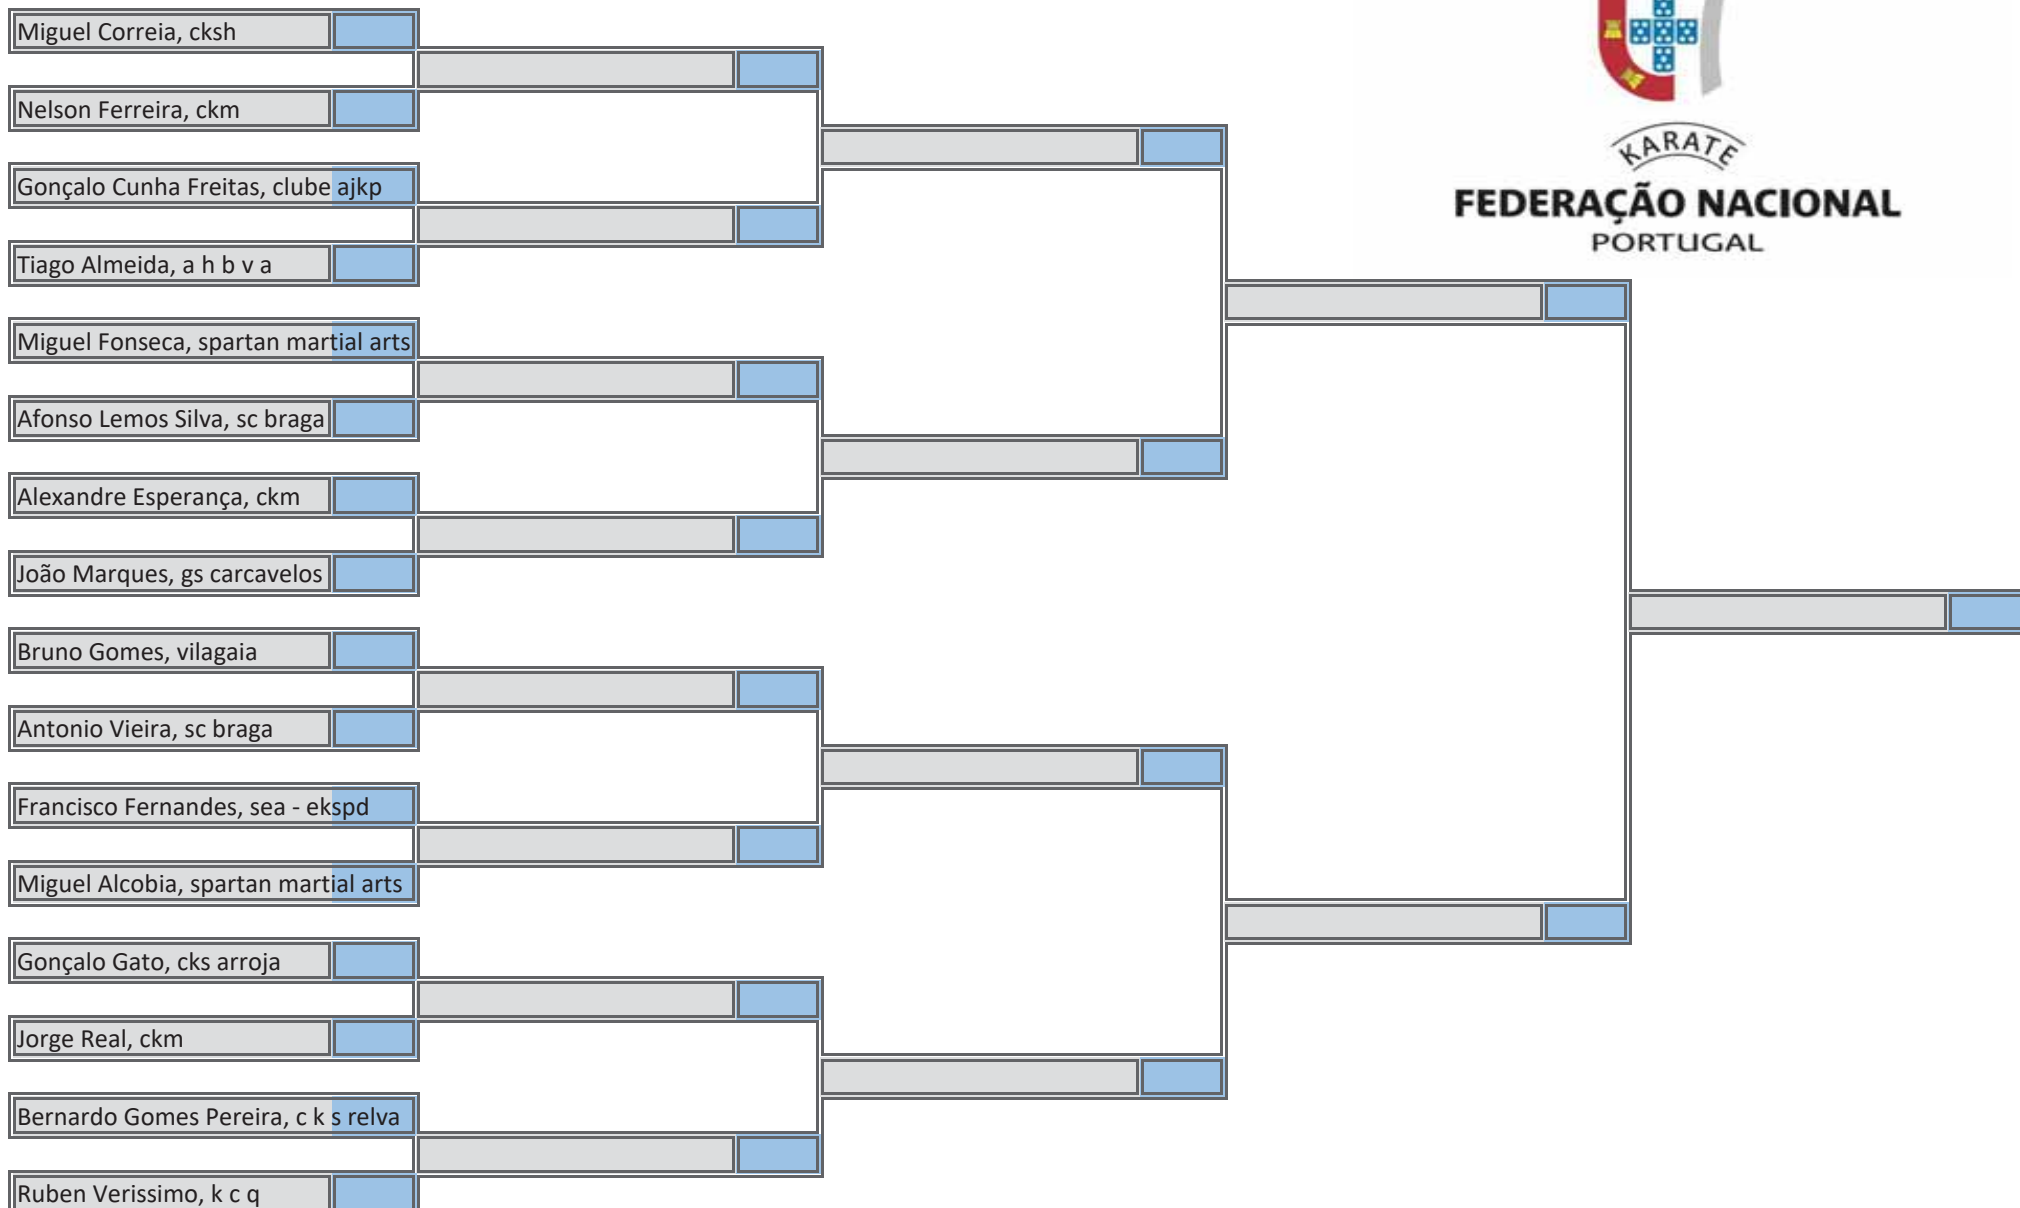 Miguel Correia, cksh
Nelson Ferreira, ckm
Gonçalo Cunha Freitas, clube ajkp
Tiago Almeida, a h b v a
Miguel Fonseca, spartan martial arts
Afonso Lemos Silva, sc braga
Alexandre Esperança, ckm
João Marques, gs carcavelos
Bruno Gomes, vilagaia
Antonio Vieira, sc braga
Francisco Fernandes, sea - ekspd
Miguel Alcobia, spartan martial arts
Gonçalo Gato, cks arroja
Jorge Real, ckm
Bernardo Gomes Pereira, c k s relva
Ruben Verissimo, k c q
KARATE
FEDERAÇÃO NACIONAL
PORTUGAL